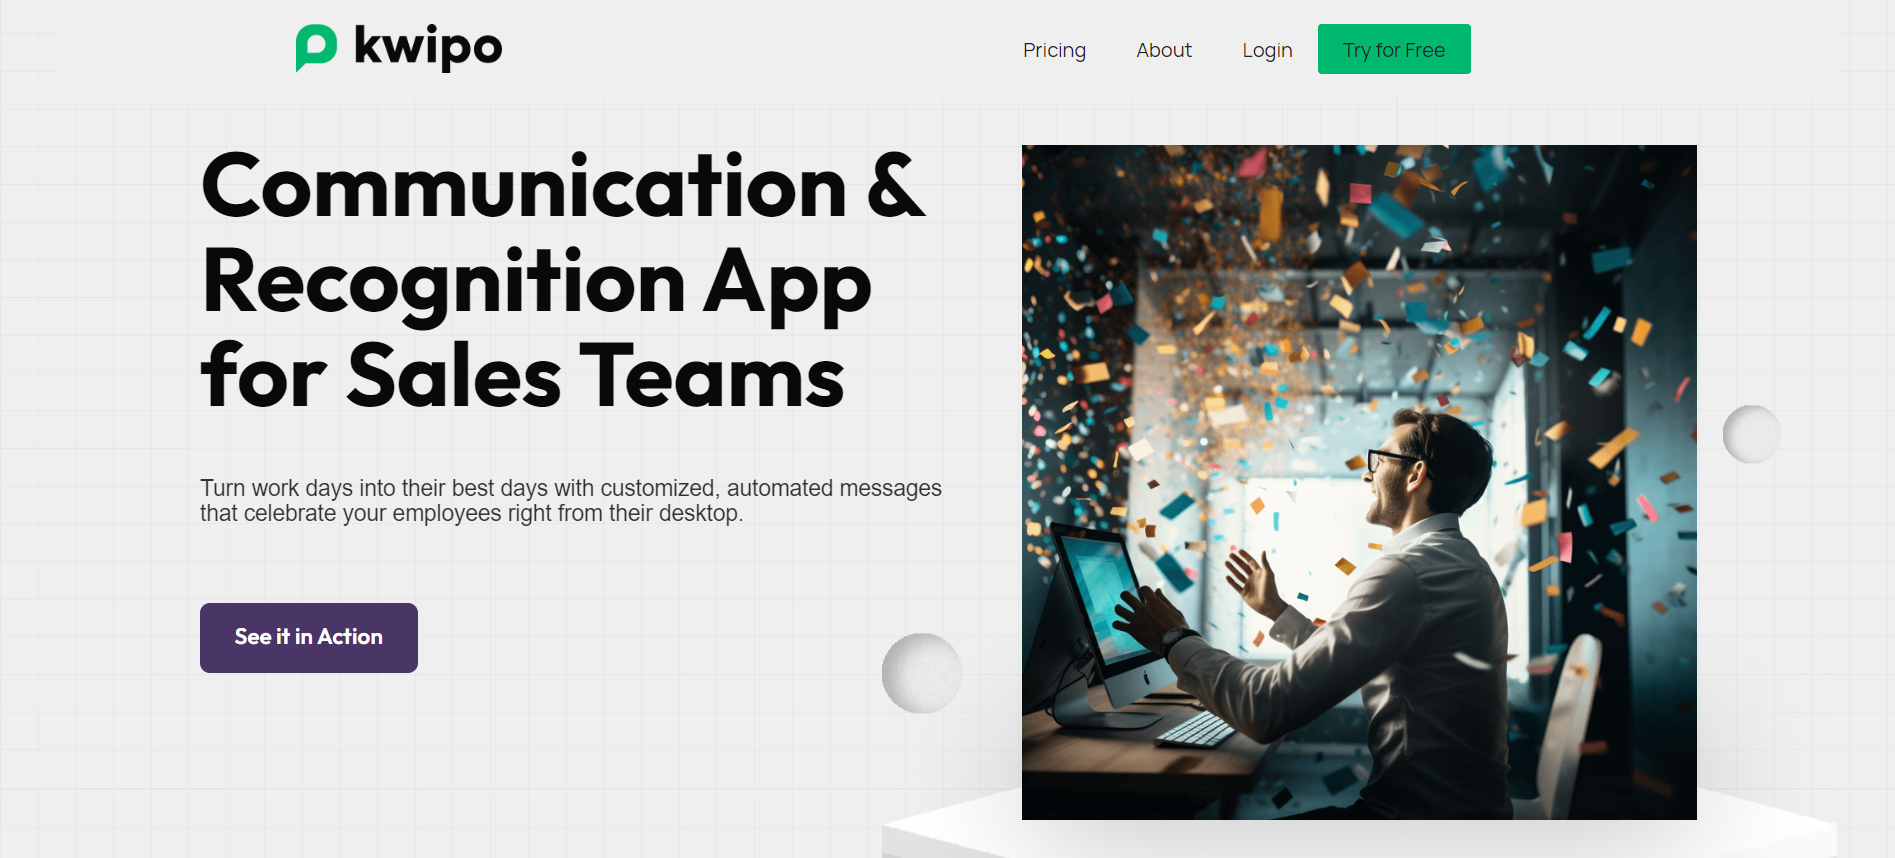 kwipo
Pricing About Login Try for Free
Communication &
Recognition App
for Sales Teams
Turn work days into their best days with customized, automated messages
that celebrate your employees right from their desktop.
See it in Action